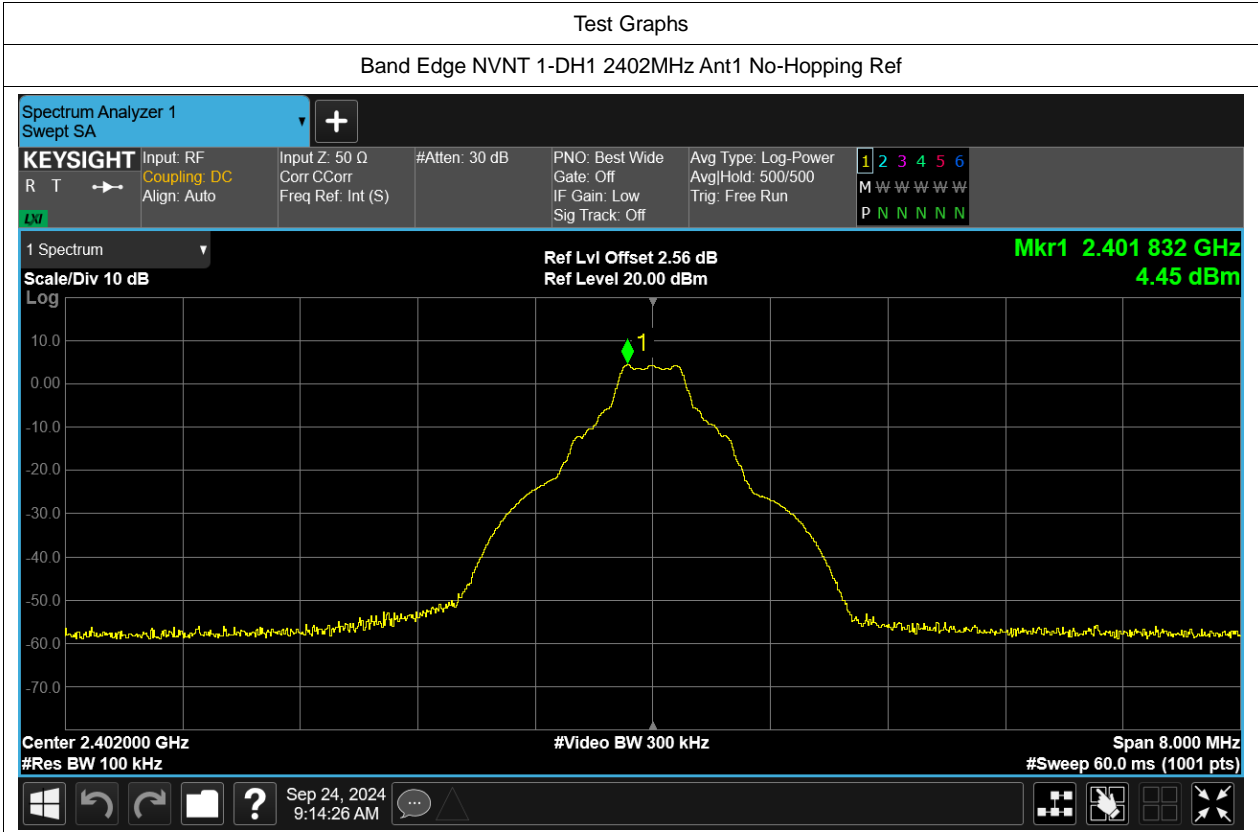 Test Graphs
Band Edge NVNT 1-DH1 2402MHz Ant1 No-Hopping Ref
Spectrum Analyzer 1
Swept SA
KEYSIGHT Input: RF Input Z: 50 Ω #Atten: 30 dB PNO: Best Wide Avg Type: Log-Power 1 2 3 4 5 6
R T Coupling: DC Corr CCorr Gate: Off Avg|Hold: 500/500 M W W W W W
Align: Auto Freq Ref: Int (S) IF Gain: Low Trig: Free Run
LXI Sig Track: Off P N N N N N
1 Spectrum Ref Lvl Offset 2.56 dB Mkr1 2.401 832 GHz
Scale/Div 10 dB Ref Level 20.00 dBm 4.45 dBm
Log
10.0
1
0.00
-10.0
-20.0
-30.0
-40.0
-50.0
-60.0
-70.0
Center 2.402000 GHz #Video BW 300 kHz Span 8.000 MHz
#Res BW 100 kHz #Sweep 60.0 ms (1001 pts)
? Sep 24, 2024
9:14:26 AM